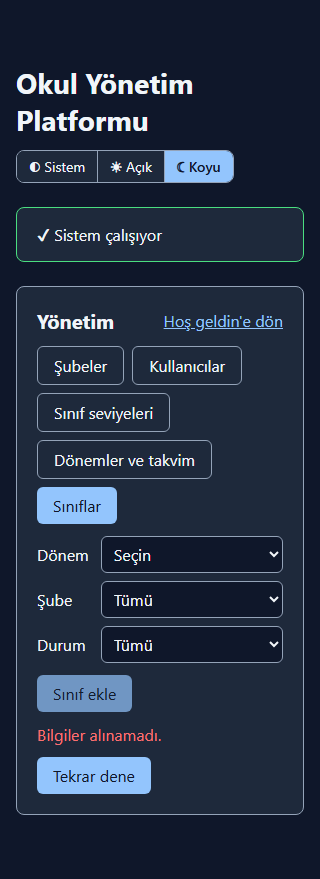 Okul Yönetim
Platformu
Sistem
Açık
Koyu
Sistem çalışıyor
Yönetim
Hoş geldin'e dön
Şubeler
Kullanıcılar
Sınıf seviyeleri
Dönemler ve takvim
Sınıflar
Dönem
Seçin
Şube
Tümü
Durum
Tümü
Sınıf ekle
Bilgiler alınamadı.
Tekrar dene